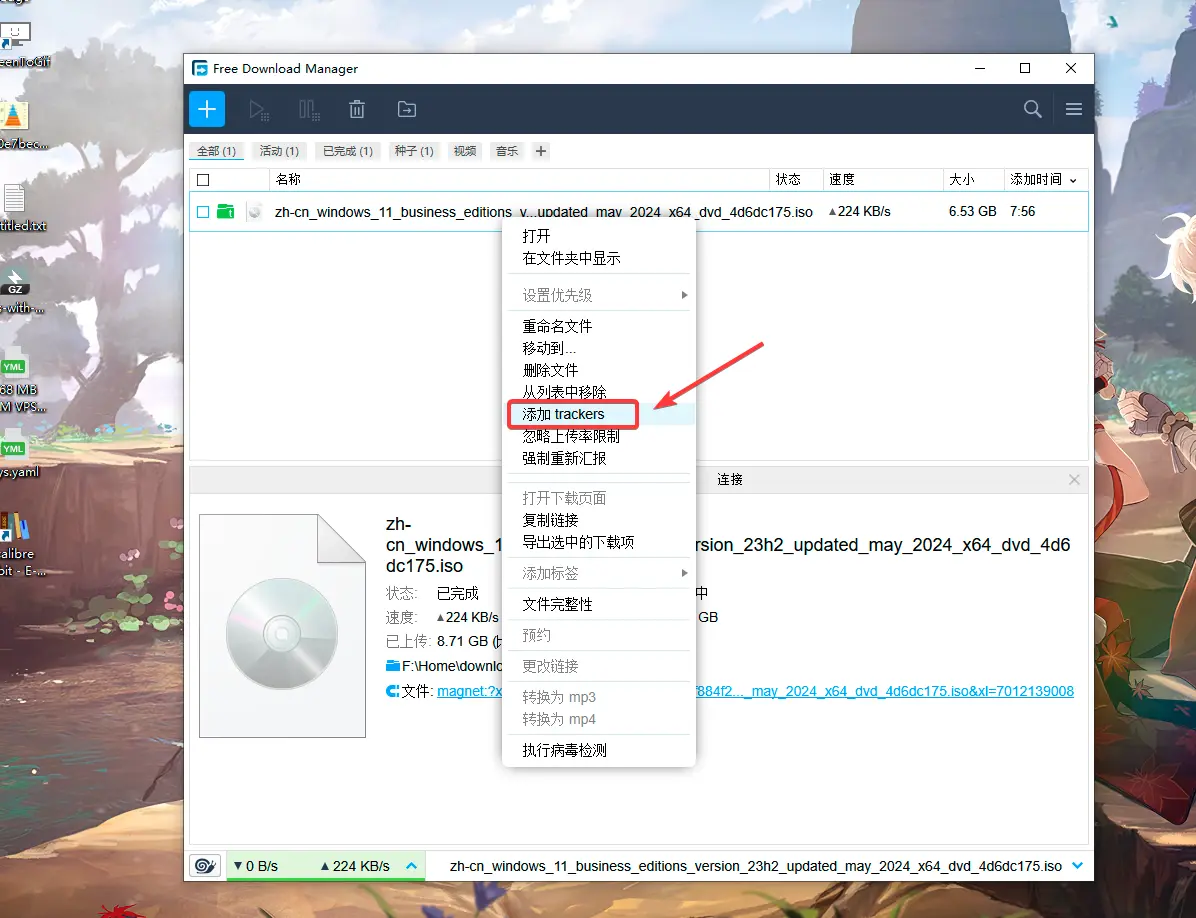 eenToGif
0e7bec...
titled.txt
GZ
s-with-...
YML
68 MB
M VPS...
YML
ys.yaml
calibre
bit - E-...
Free Download Manager
全部 (1) 活动 (1) 已完成 (1) 种子 (1) 视频 音乐 +
名称 状态 速度 大小 添加时间
zh-cn_windows_11_business_editions_v...updated_may_2024_x64_dvd_4d6dc175.iso ▲224 KB/s 6.53 GB 7:56
打开
在文件夹中显示
设置优先级
重命名文件
移动到...
删除文件
从列表中移除
添加 trackers
忽略上传率限制
强制重新汇报
打开下载页面
复制链接
导出选中的下载项
添加标签
文件完整性
预约
更改链接
转换为 mp3
转换为 mp4
执行病毒检测
连接
zh-
cn_windows_1
rsion_23h2_updated_may_2024_x64_dvd_4d6
dc175.iso
状态: 已完成 中
速度: ▲224 KB/s GB
已上传: 8.71 GB
F:\Home\downlo
文件: magnet:?x 884f2..._may_2024_x64_dvd_4d6dc175.iso&xl=7012139008
▼0 B/s ▲224 KB/s zh-cn_windows_11_business_editions_version_23h2_updated_may_2024_x64_dvd_4d6dc175.iso